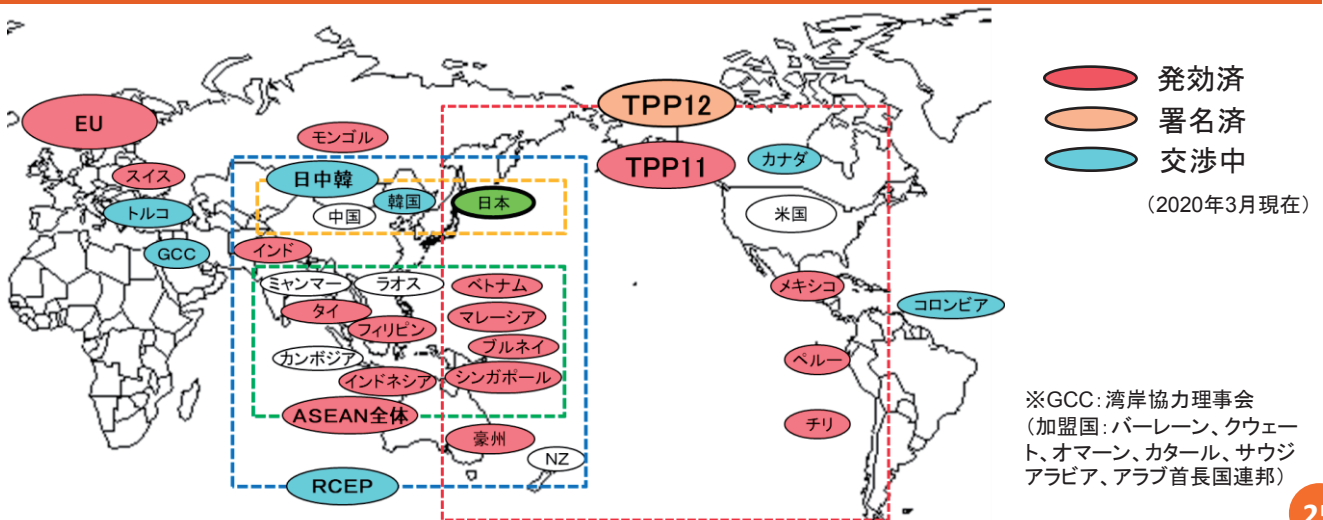 TPP12
EU
モンゴル
TPP11
カナダ
スイス
日中韓
トルコ
中国
韓国
日本
米国
GCC
インド
ミャンマー
ラオス
ベトナム
メキシコ
コロンビア
タイ
マレーシア
フィリピン
ブルネイ
カンボジア
ペルー
インドネシア
シンガポール
ASEAN全体
チリ
豪州
NZ
RCEP
発効済
署名済
交渉中
(2020年3月現在)
※GCC:湾岸協力理事会
(加盟国:バーレーン、クウェー
ト、オマーン、カタール、サウジ
アラビア、アラブ首長国連邦)